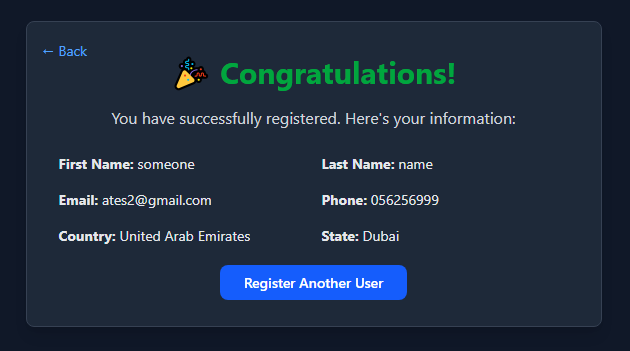 ← Back
Congratulations!
You have successfully registered. Here's your information:
First Name: someone Last Name: name
Email: ates2@gmail.com Phone: 056256999
Country: United Arab Emirates State: Dubai
Register Another User